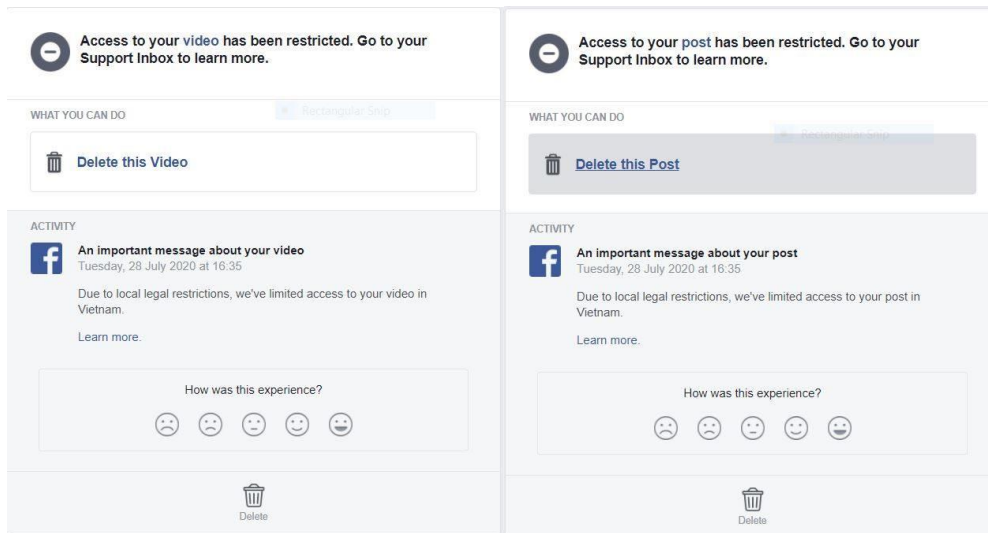 Access to your video has been restricted. Go to your
Support Inbox to learn more.
WHAT YOU CAN DO
Rectangular Snip
Delete this Video
ACTIVITY
An important message about your video
Tuesday, 28 July 2020 at 16:35
Due to local legal restrictions, we've limited access to your video in
Vietnam.
Learn more.
How was this experience?
Delete
Access to your post has been restricted. Go to your
Support Inbox to learn more.
WHAT YOU CAN DO
Rectangular Snip
Delete this Post
ACTIVITY
An important message about your post
Tuesday, 28 July 2020 at 16:35
Due to local legal restrictions, we've limited access to your post in
Vietnam.
Learn more.
How was this experience?
Delete